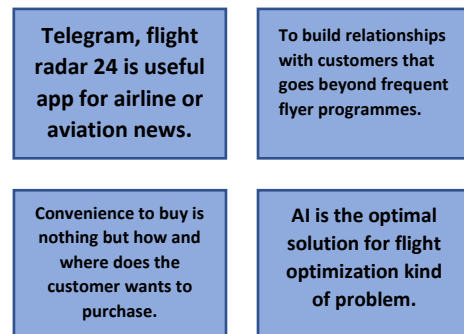 Telegram, flight
radar 24 is useful
app for airline or
aviation news.
To build relationships
with customers that
goes beyond frequent
flyer programmes.
Convenience to buy is
nothing but how and
where does the
customer wants to
purchase.
AI is the optimal
solution for flight
optimization kind
of problem.